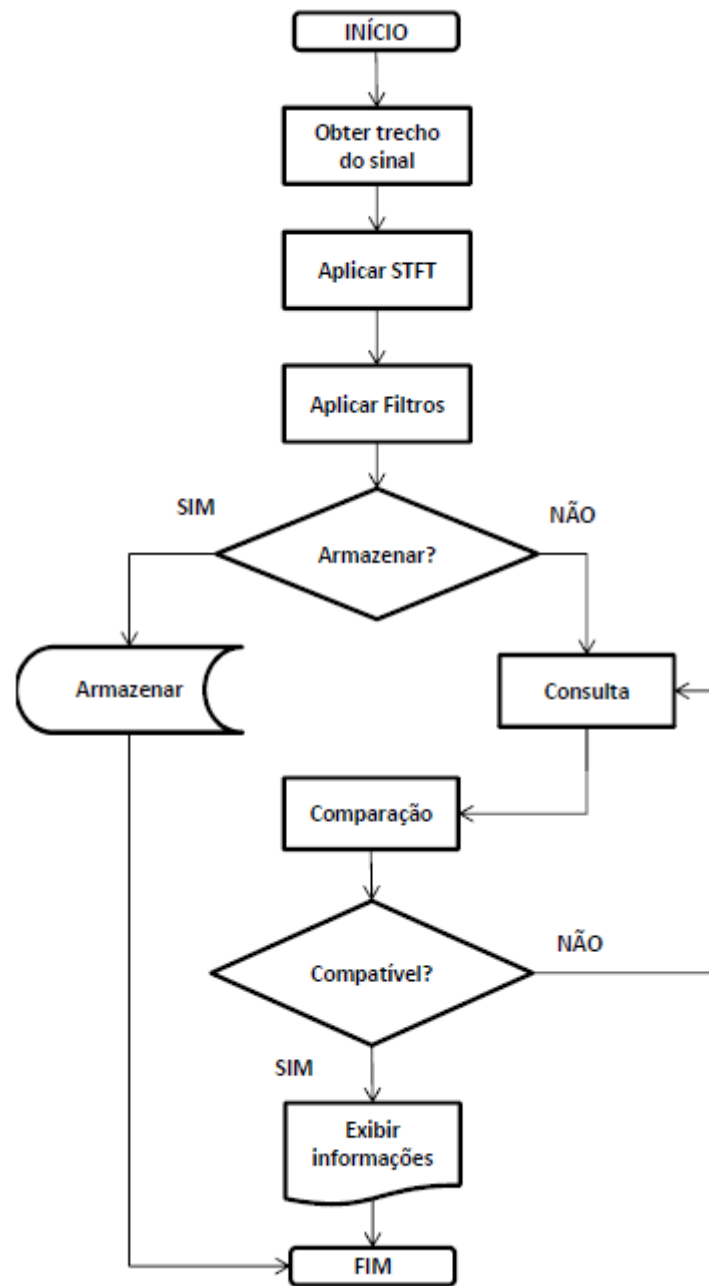 INÍCIO
Obter trecho
do sinal
Aplicar STFT
Aplicar Filtros
SIM
NÃO
Armazenar?
Armazenar
Consulta
Comparação
NÃO
Compatível?
SIM
Exibir
informações
FIM